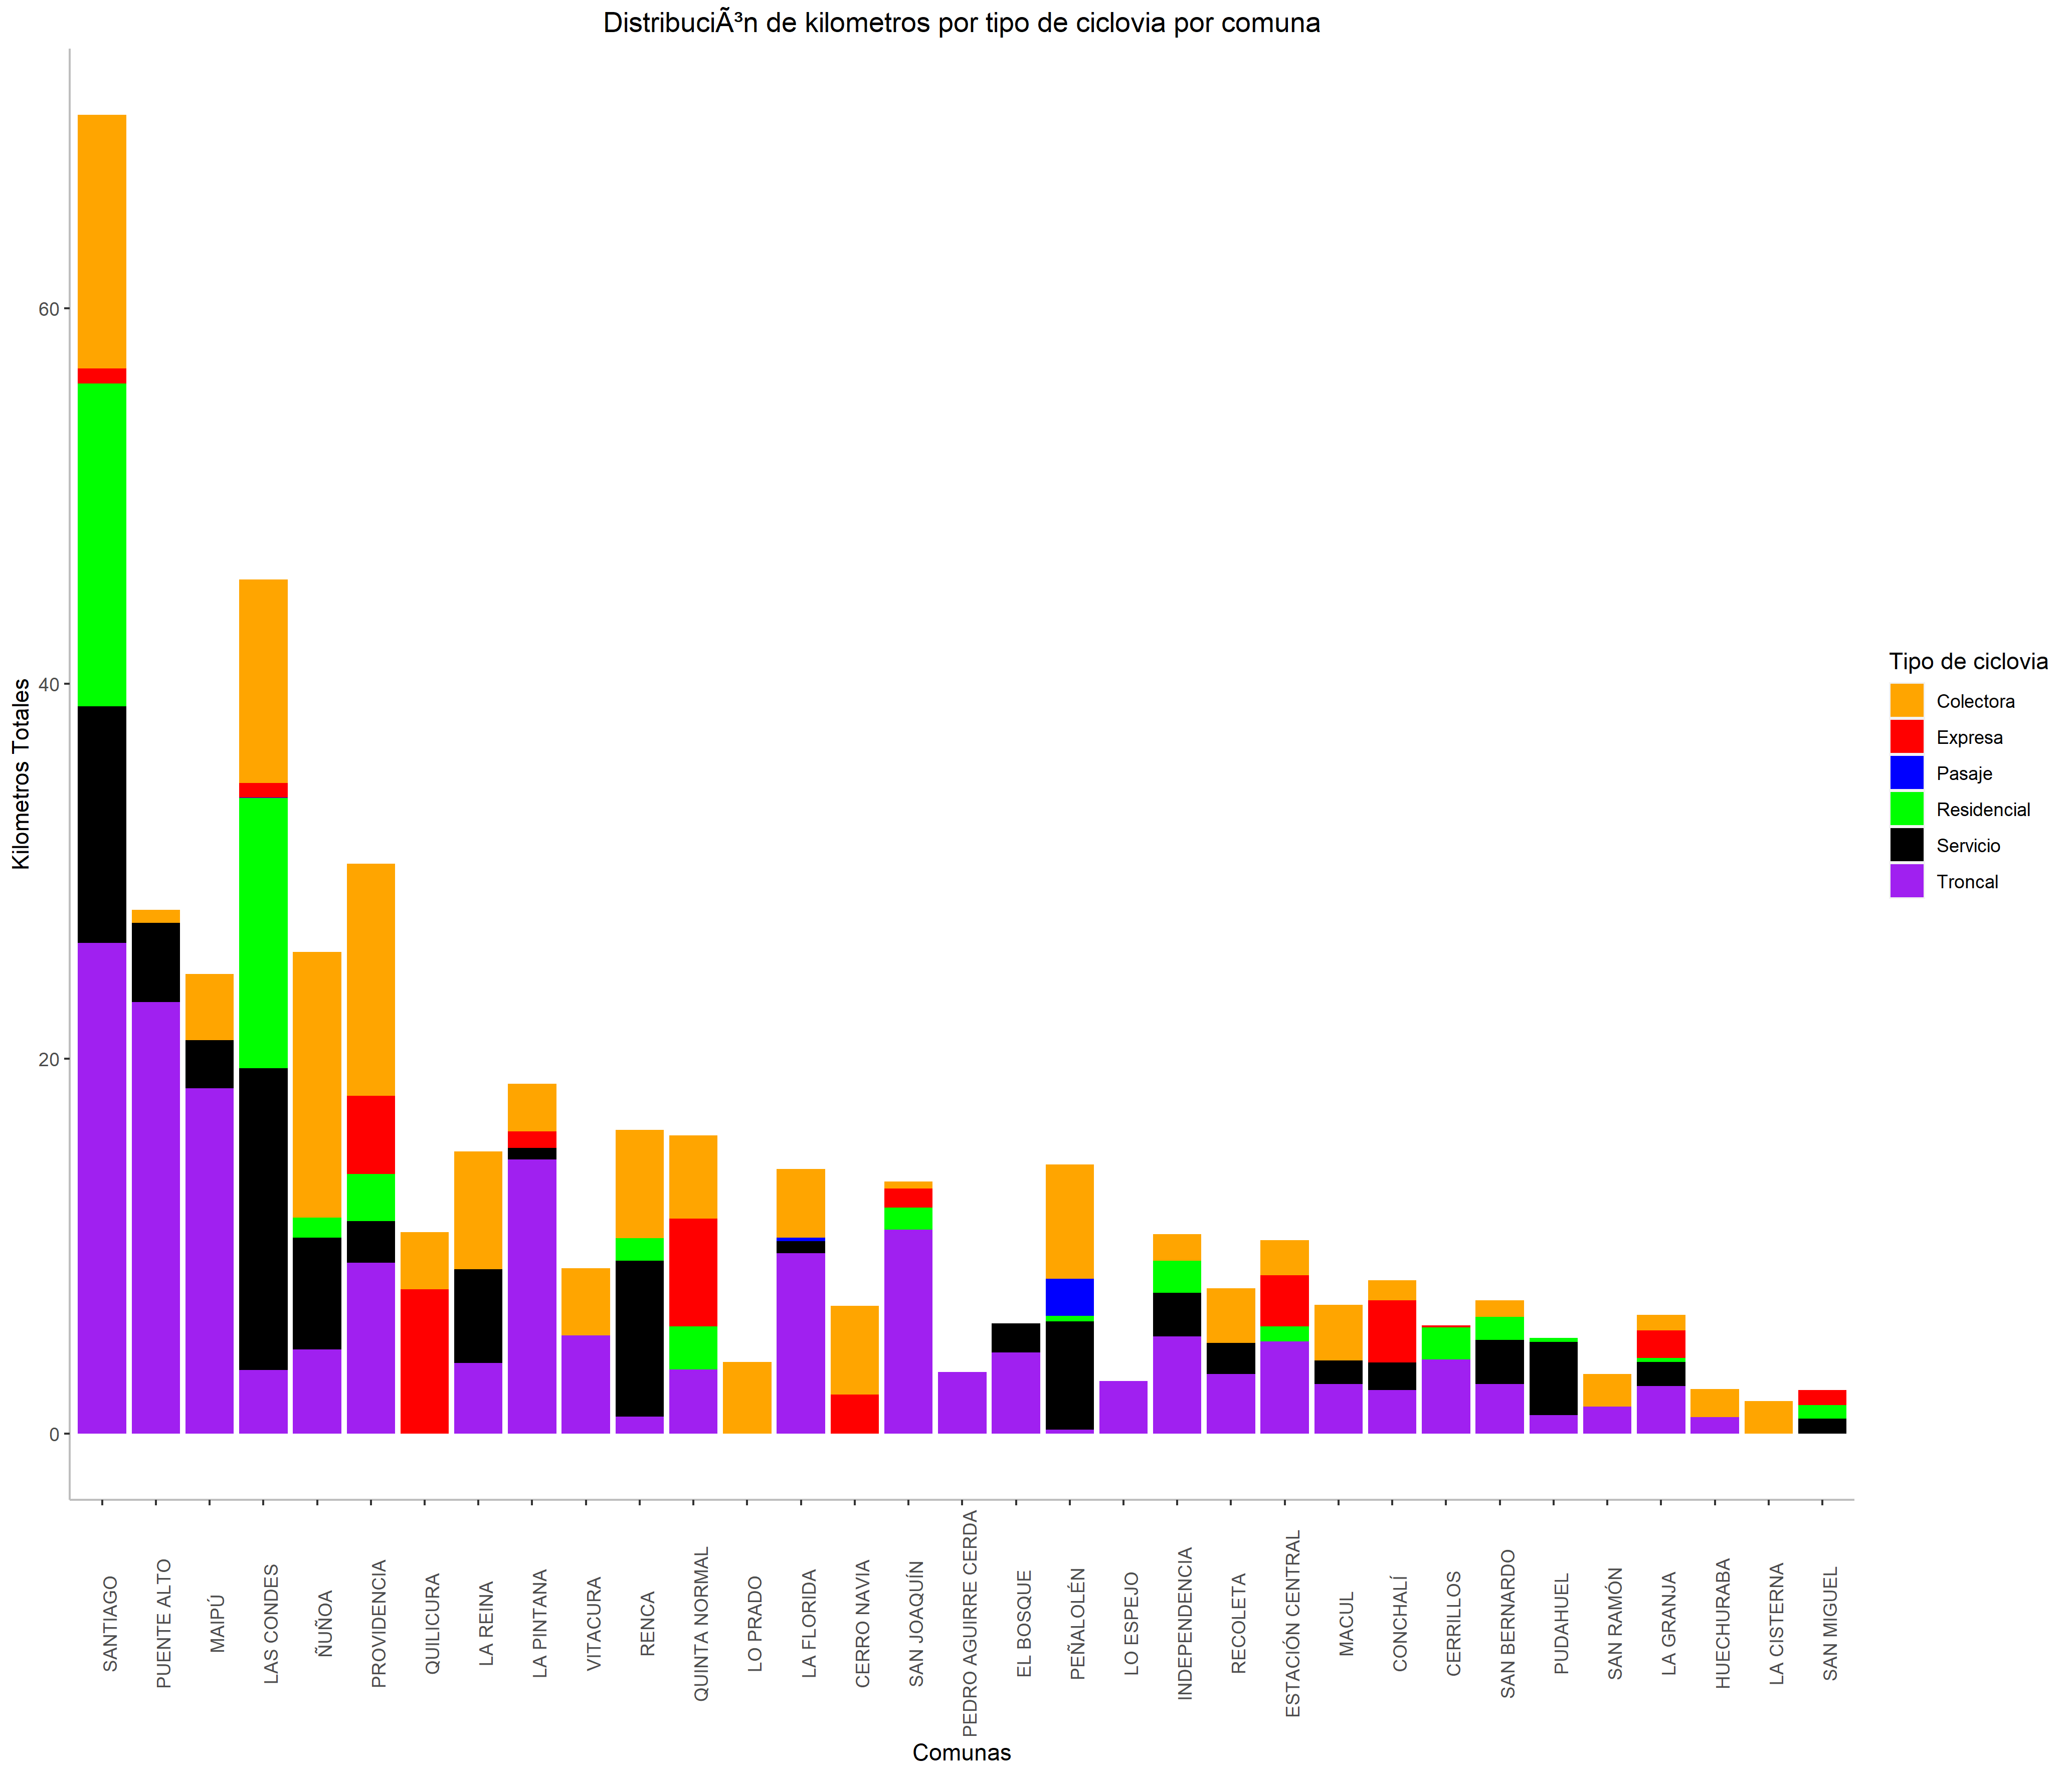 DistribuciÃ³n de kilometros por tipo de ciclovia por comuna
Kilometros Totales
60
40
20
0
SANTIAGO
PUENTE ALTO
MAIPÚ
LAS CONDES
ÑUÑOA
PROVIDENCIA
QUILICURA
LA REINA
LA PINTANA
VITACURA
RENCA
QUINTA NORMAL
LO PRADO
LA FLORIDA
CERRO NAVIA
SAN JOAQUÍN
PEDRO AGUIRRE CERDA
EL BOSQUE
PEÑALOLÉN
LO ESPEJO
INDEPENDENCIA
RECOLETA
ESTACIÓN CENTRAL
MACUL
CONCHALÍ
CERRILLOS
SAN BERNARDO
PUDAHUEL
SAN RAMÓN
LA GRANJA
HUECHURABA
LA CISTERNA
SAN MIGUEL
Comunas
Tipo de ciclovia
Colectora
Expresa
Pasaje
Residencial
Servicio
Troncal